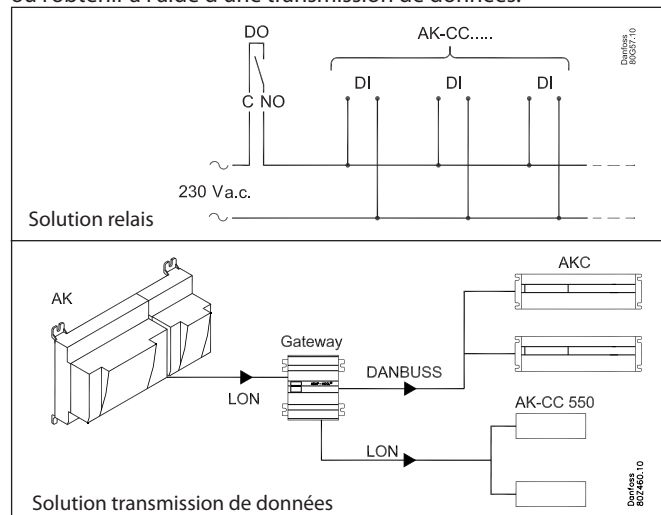 ou l'obtenir à l'aide d'une transmission de données.
DO
AK-CC.....
DI DI DI
C NO
230 V a.c.
Solution relais
Danfoss
80G57.10
AK
Gateway
LON
DANBUSS
AKC
AK-CC 550
LON
Danfoss
80Z460.10
Solution transmission de données